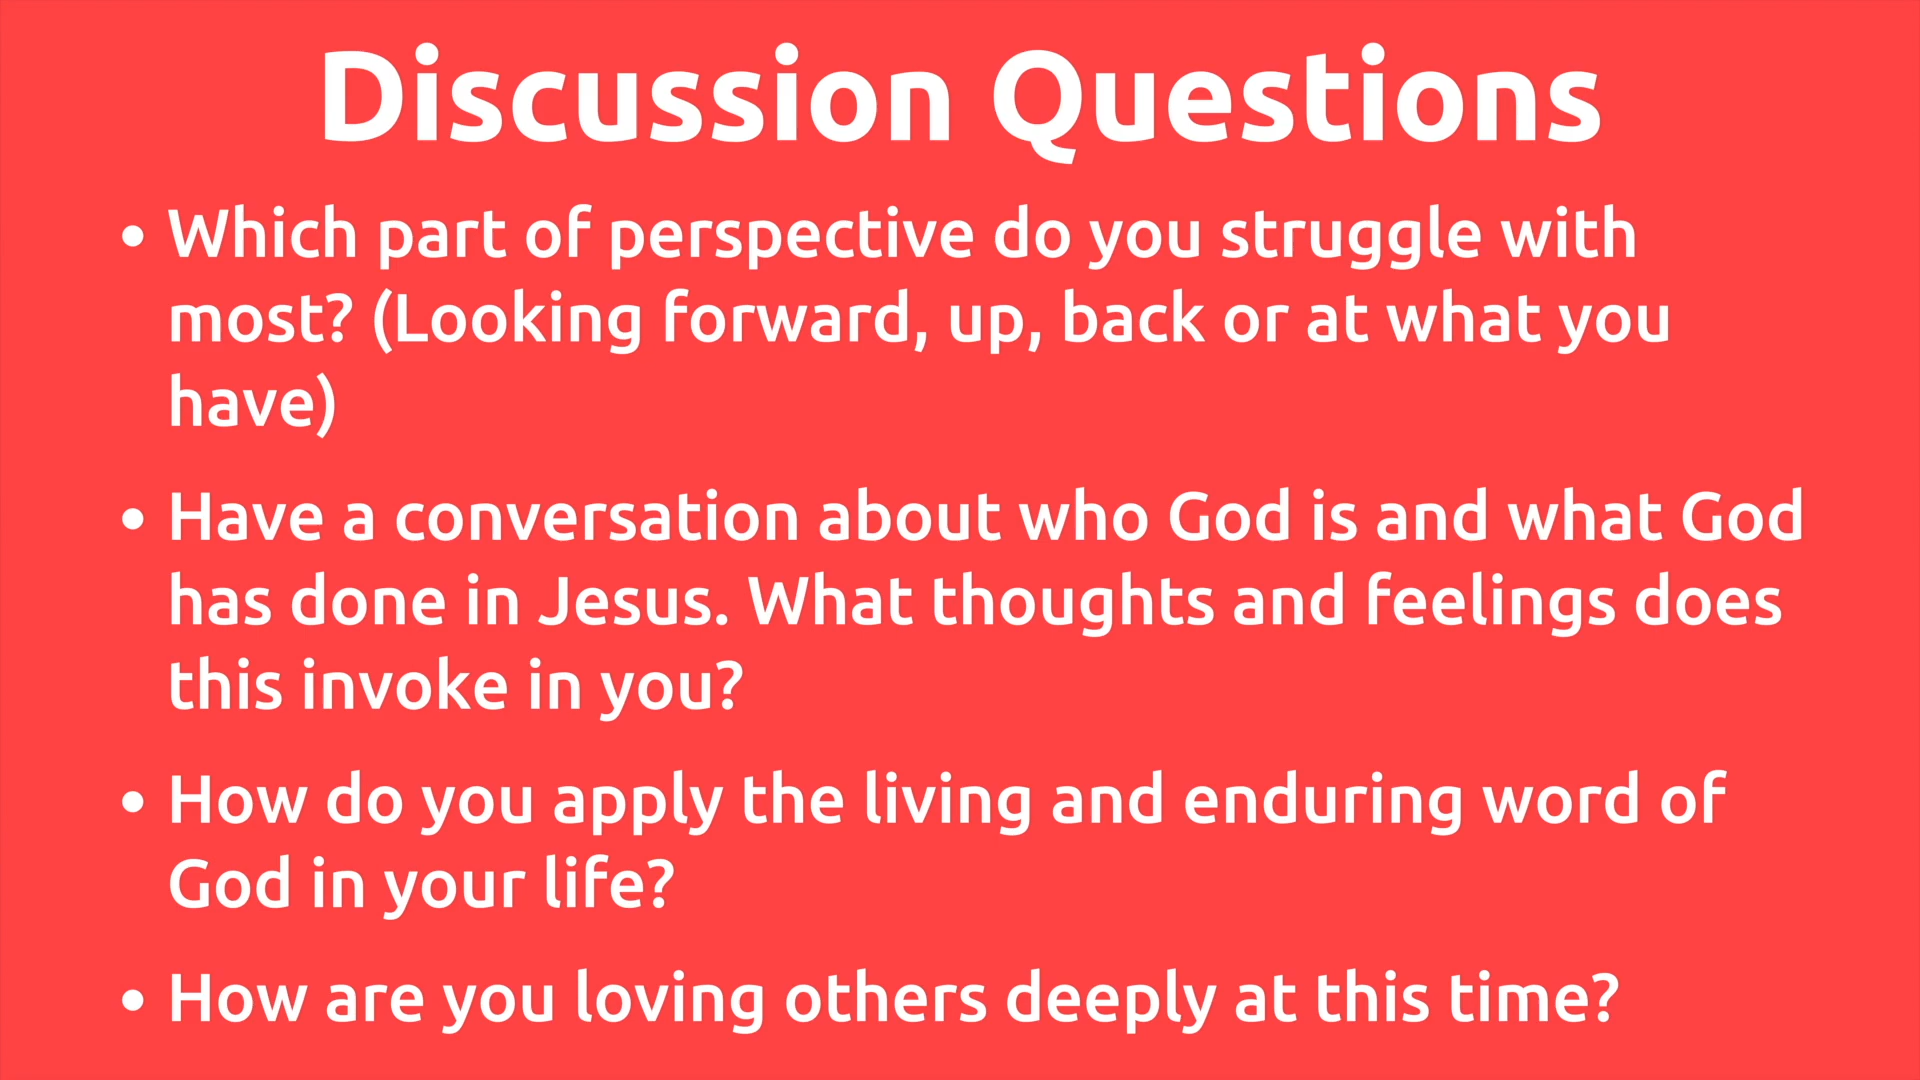 Discussion Questions
• Which part of perspective do you struggle with
most? (Looking forward, up, back or at what you
have)
• Have a conversation about who God is and what God
has done in Jesus. What thoughts and feelings does
this invoke in you?
• How do you apply the living and enduring word of
God in your life?
• How are you loving others deeply at this time?